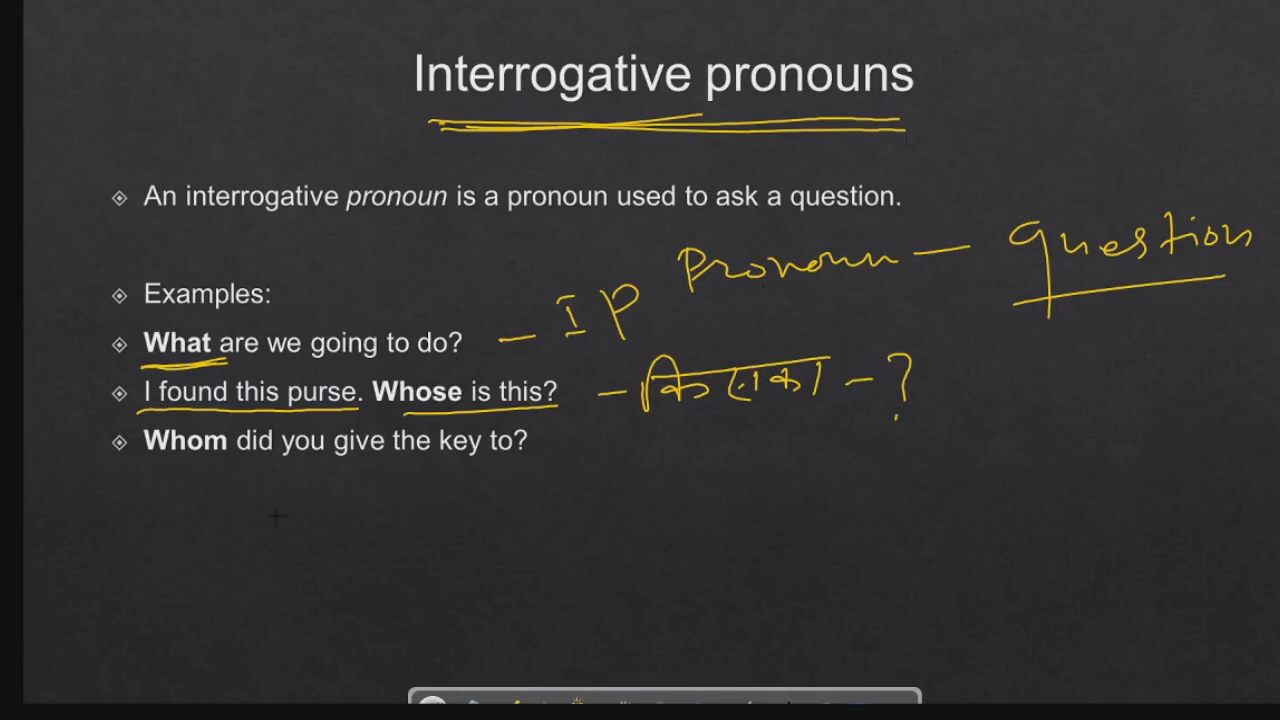 Interrogative pronouns
An interrogative pronoun is a pronoun used to ask a question.
Pronoun — Question
Examples:
What are we going to do? — IP
I found this purse. Whose is this? — - ?
Whom did you give the key to?